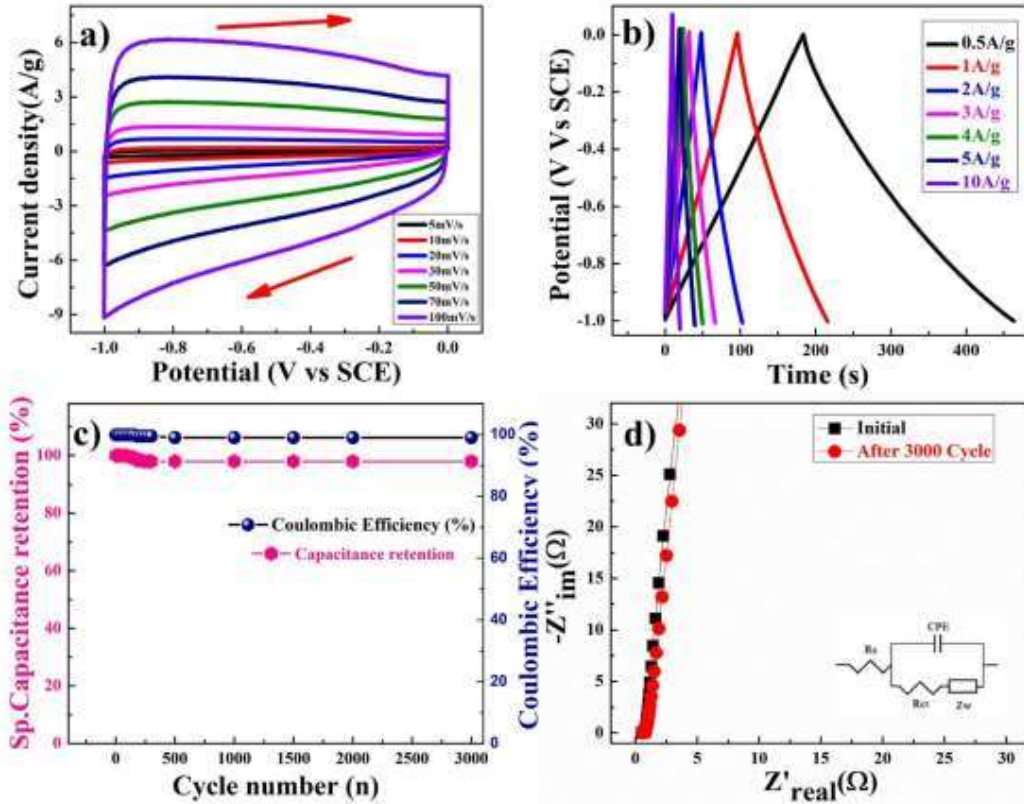 a)
Current density(A/g)
6
3
0
-3
-6
-9
-1.0 -0.8 -0.6 -0.4 -0.2 0.0
Potential (V vs SCE)
5mV/s
10mV/s
20mV/s
30mV/s
50mV/s
70mV/s
100mV/s
b)
Potential (V Vs SCE)
0.0
-0.2
-0.4
-0.6
-0.8
-1.0
0 100 200 300 400
Time (s)
0.5A/g
1A/g
2A/g
3A/g
4A/g
5A/g
10A/g
c)
Sp.Capacitance retention (%)
100
80
60
40
20
0
Coulombic Efficiency (%)
Capacitance retention
0 500 1000 1500 2000 2500 3000
Cycle number (n)
100
80
60
40
20
0
Coulombic Efficiency (%)
d)
-Z''im(Ω)
30
25
20
15
10
5
0
0 5 10 15 20 25 30
Z'real(Ω)
Initial
After 3000 Cycle
CPE
Rs
Rct
Zw